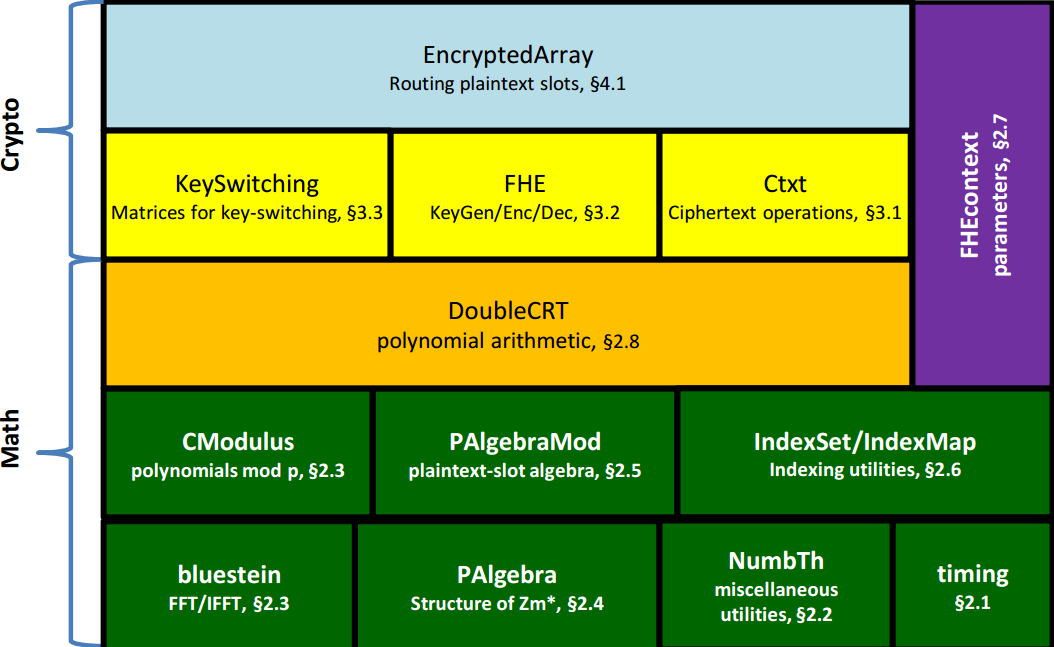 Crypto
EncryptedArray
Routing plaintext slots, §4.1
KeySwitching
Matrices for key-switching, §3.3
FHE
KeyGen/Enc/Dec, §3.2
Ctxt
Ciphertext operations, §3.1
FHEcontext
parameters, §2.7
Math
DoubleCRT
polynomial arithmetic, §2.8
CModulus
polynomials mod p, §2.3
PAlgebraMod
plaintext-slot algebra, §2.5
IndexSet/IndexMap
Indexing utilities, §2.6
bluestein
FFT/IFFT, §2.3
PAlgebra
Structure of Zm*, §2.4
NumbTh
miscellaneous
utilities, §2.2
timing
§2.1